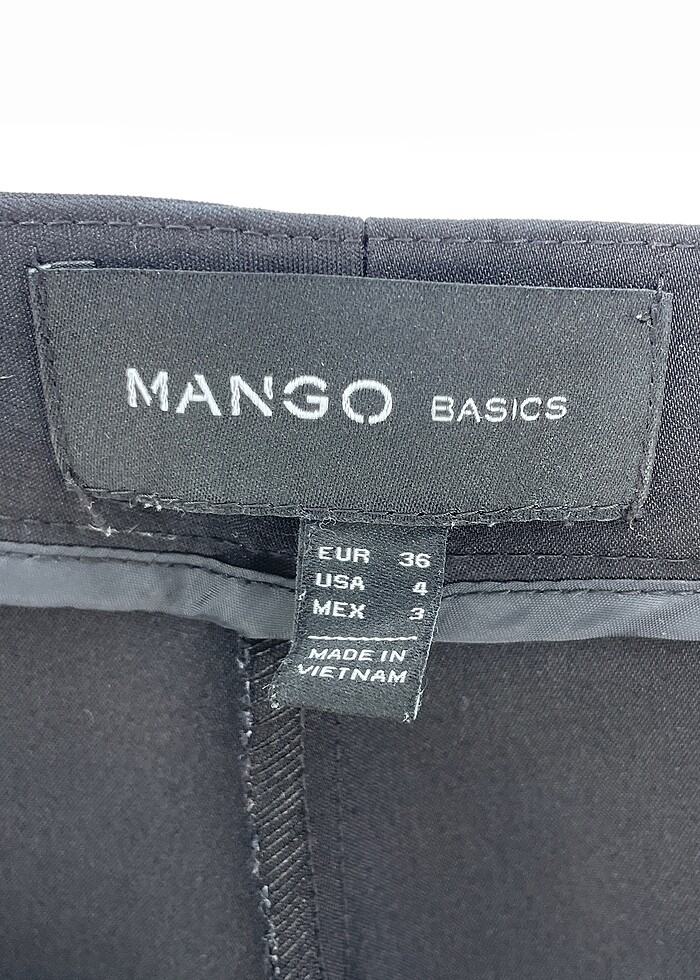 MANGO BASICS
EUR 36
USA 4
MEX 3
MADE IN
VIETNAM